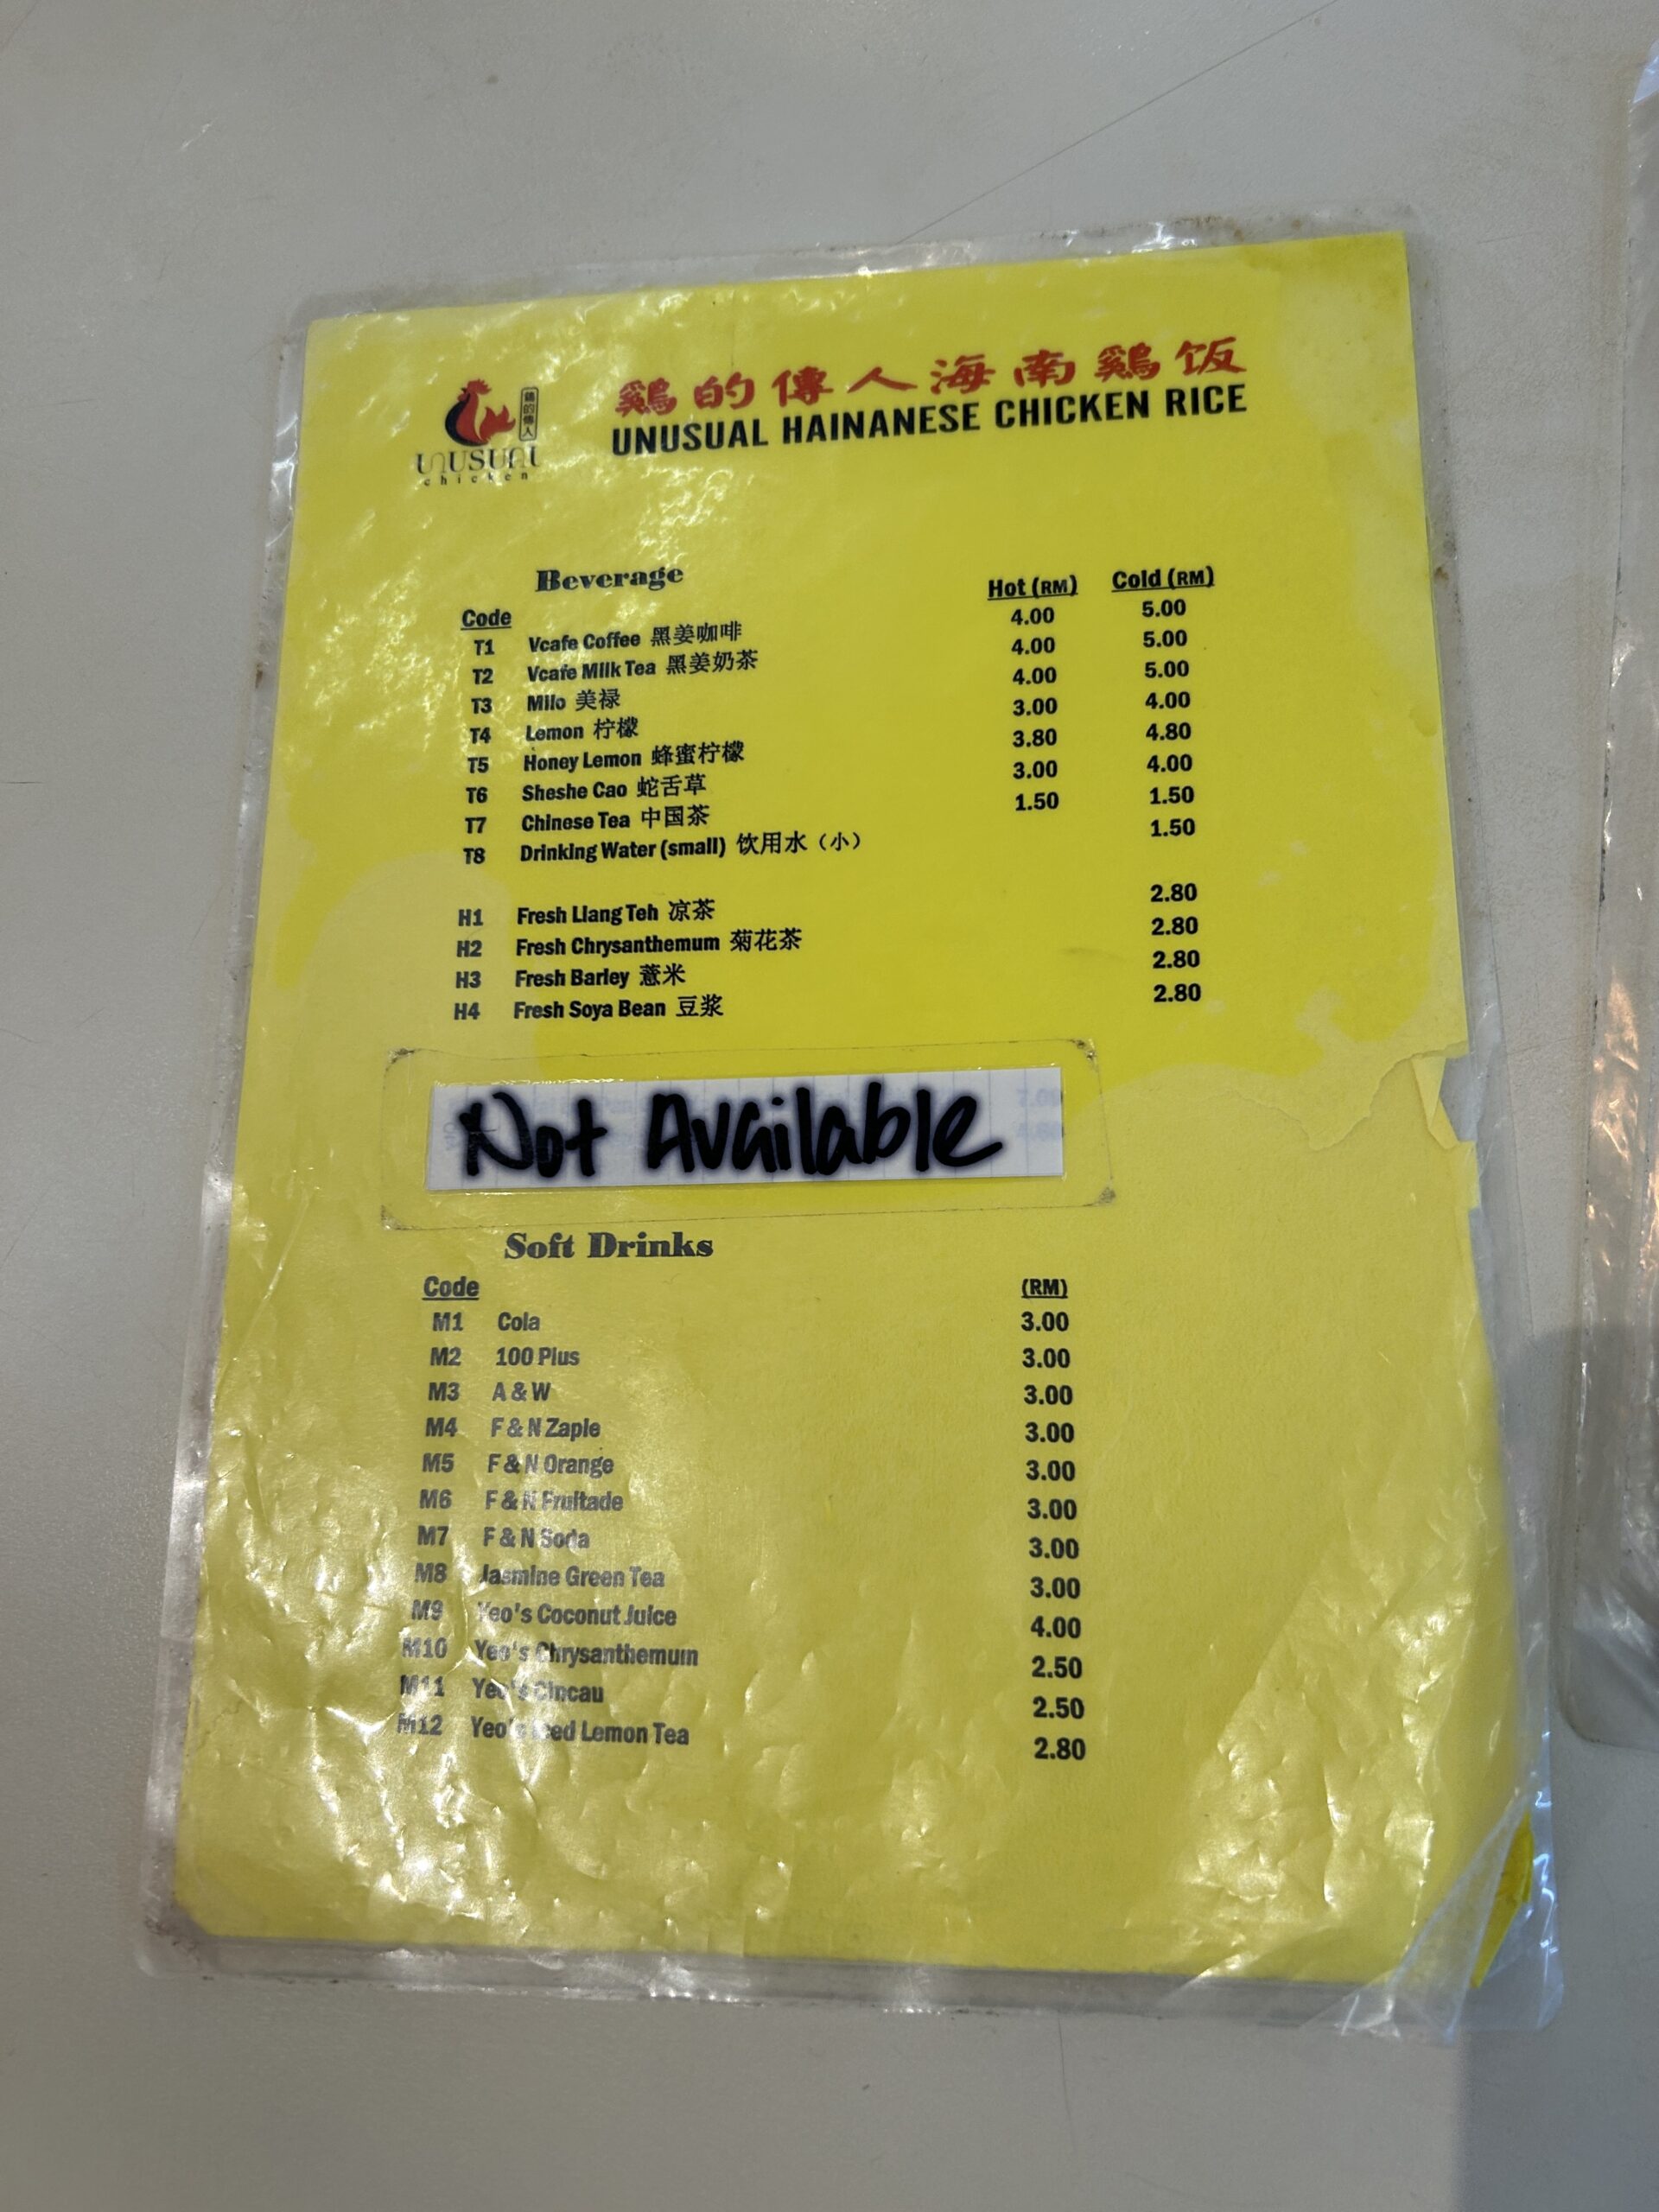 鷄的傳人海南鷄饭
UNUSUAL HAINANESE CHICKEN RICE
鷄的傳人
UNUSUAL
chicken
Beverage
Code Hot (RM) Cold (RM)
T1 Vcafe Coffee 黑姜咖啡 4.00 5.00
T2 Vcafe Milk Tea 黑姜奶茶 4.00 5.00
T3 Milo 美禄 4.00 5.00
T4 Lemon 柠檬 3.00 4.00
T5 Honey Lemon 蜂蜜柠檬 3.80 4.80
T6 Sheshe Cao 蛇舌草 3.00 4.00
T7 Chinese Tea 中国茶 1.50 1.50
T8 Drinking Water (small) 饮用水（小） 1.50
H1 Fresh Liang Teh 凉茶 2.80
H2 Fresh Chrysanthemum 菊花茶 2.80
H3 Fresh Barley 薏米 2.80
H4 Fresh Soya Bean 豆浆 2.80
Not Available
Soft Drinks
Code (RM)
M1 Cola 3.00
M2 100 Plus 3.00
M3 A & W 3.00
M4 F & N Zaple 3.00
M5 F & N Orange 3.00
M6 F & N Fruitade 3.00
M7 F & N Soda 3.00
M8 Jasmine Green Tea 3.00
M9 Yeo's Coconut Juice 4.00
M10 Yeo's Chrysanthemum 2.50
M11 Yeo's Cincau 2.50
M12 Yeo's Iced Lemon Tea 2.80